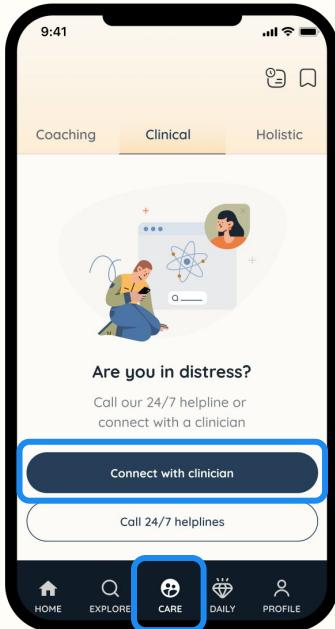 9:41
Coaching Clinical Holistic
Are you in distress?
Call our 24/7 helpline or
connect with a clinician
Connect with clinician
Call 24/7 helplines
HOME EXPLORE CARE DAILY PROFILE